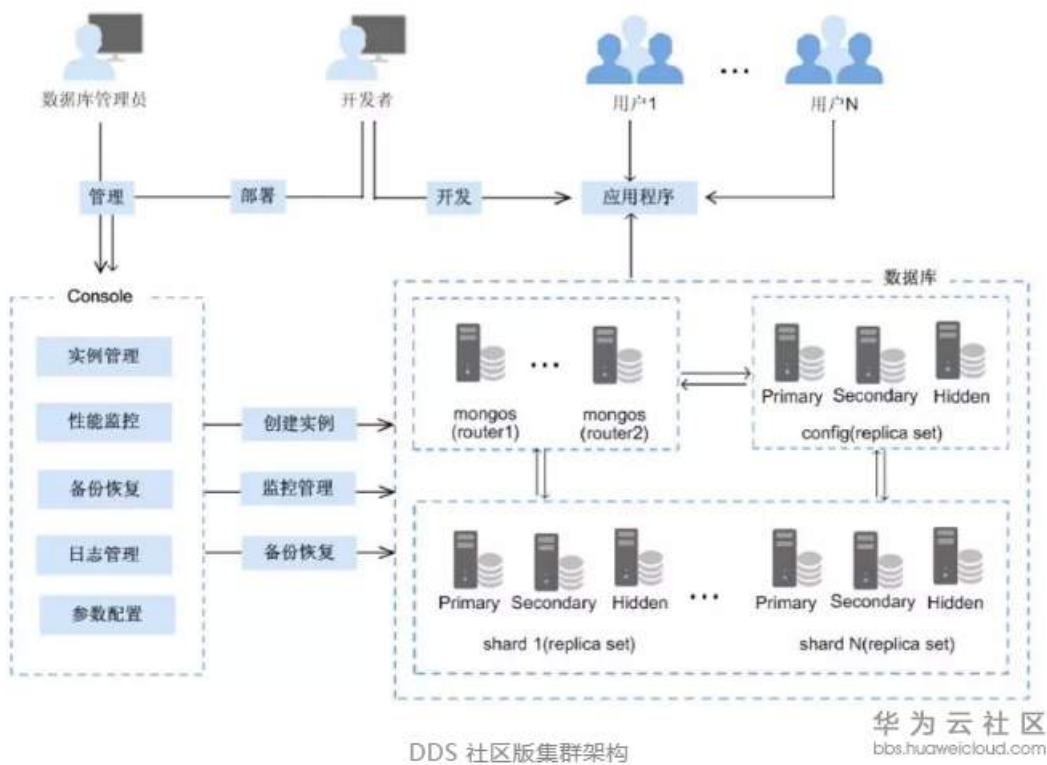 数据库管理员
开发者
用户1
...
用户N
管理
部署
开发
应用程序
数据库
Console
实例管理
性能监控
备份恢复
日志管理
参数配置
创建实例
监控管理
备份恢复
...
mongos
(router1)
mongos
(router2)
Primary Secondary Hidden
config(replica set)
Primary Secondary Hidden
shard 1(replica set)
...
Primary Secondary Hidden
shard N(replica set)
DDS 社区版集群架构
华为云社区
bbs.huaweicloud.com